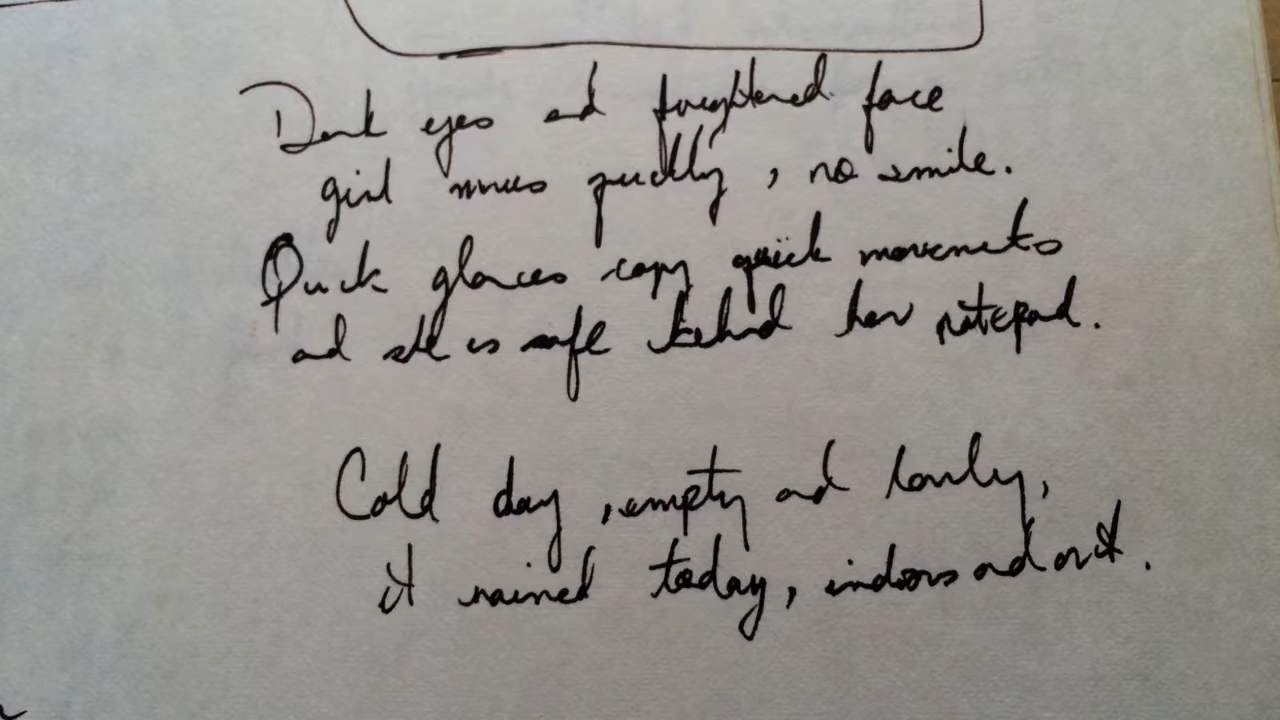 Dark eyes and frightened face
girl moves quickly, no smile.
Quick glances copy quick movements
and she is safe behind her notepad.
Cold day, empty and lonely,
it rained today, indoors and out.